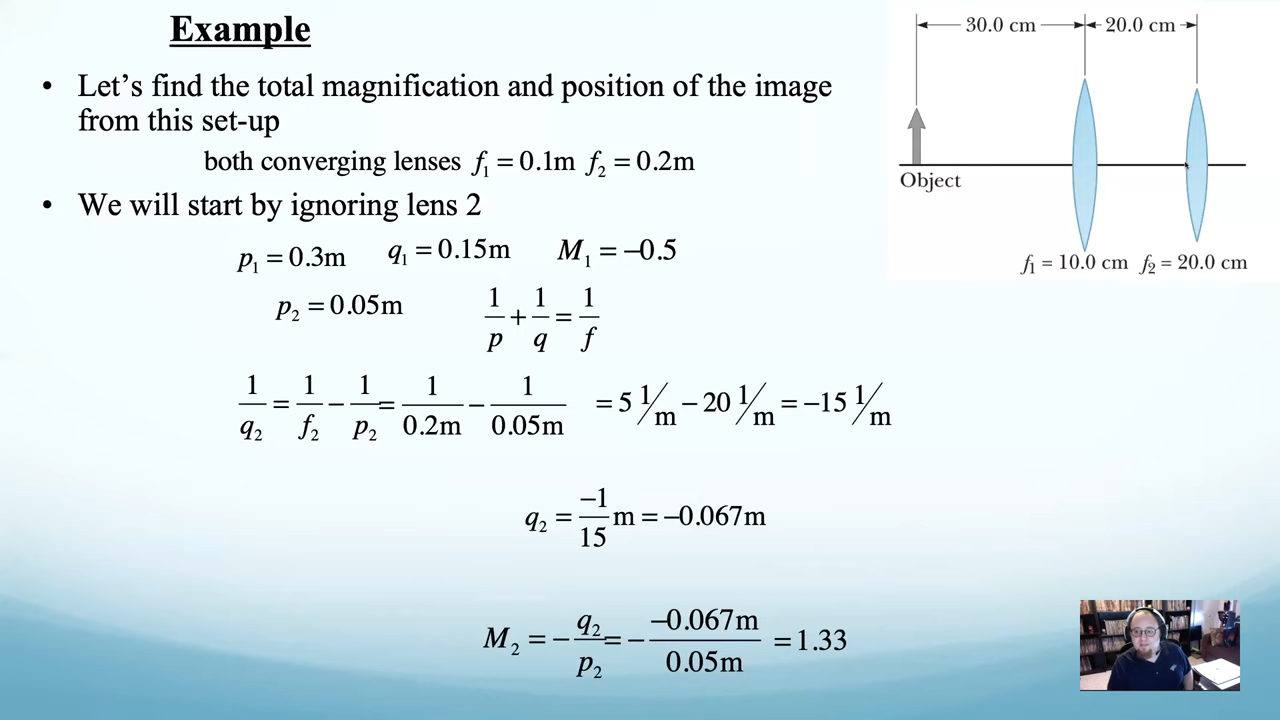 Example
• Let’s find the total magnification and position of the image
from this set-up
both converging lenses f₁ = 0.1m f₂ = 0.2m
• We will start by ignoring lens 2
p₁ = 0.3m q₁ = 0.15m M₁ = −0.5
p₂ = 0.05m 1/p + 1/q = 1/f
1/q₂ = 1/f₂ − 1/p₂ = 1/0.2m − 1/0.05m = 5 1/m − 20 1/m = −15 1/m
q₂ = −1/15 m = −0.067m
M₂ = − q₂/p₂ = − −0.067m/0.05m = 1.33
30.0 cm 20.0 cm
Object
f₁ = 10.0 cm f₂ = 20.0 cm